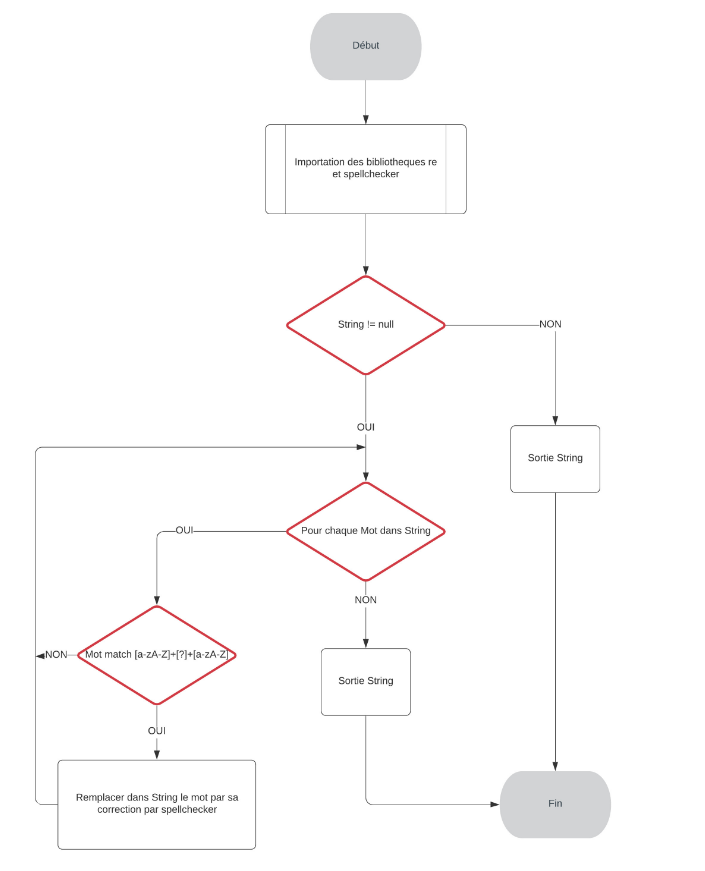 Début
Importation des bibliotheques re
et spellchecker
String != null
NON
OUI
Sortie String
Pour chaque Mot dans String
OUI
NON
Mot match [a-zA-Z]+[?]+[a-zA-Z]
NON
Sortie String
OUI
Remplacer dans String le mot par sa
correction par spellchecker
Fin